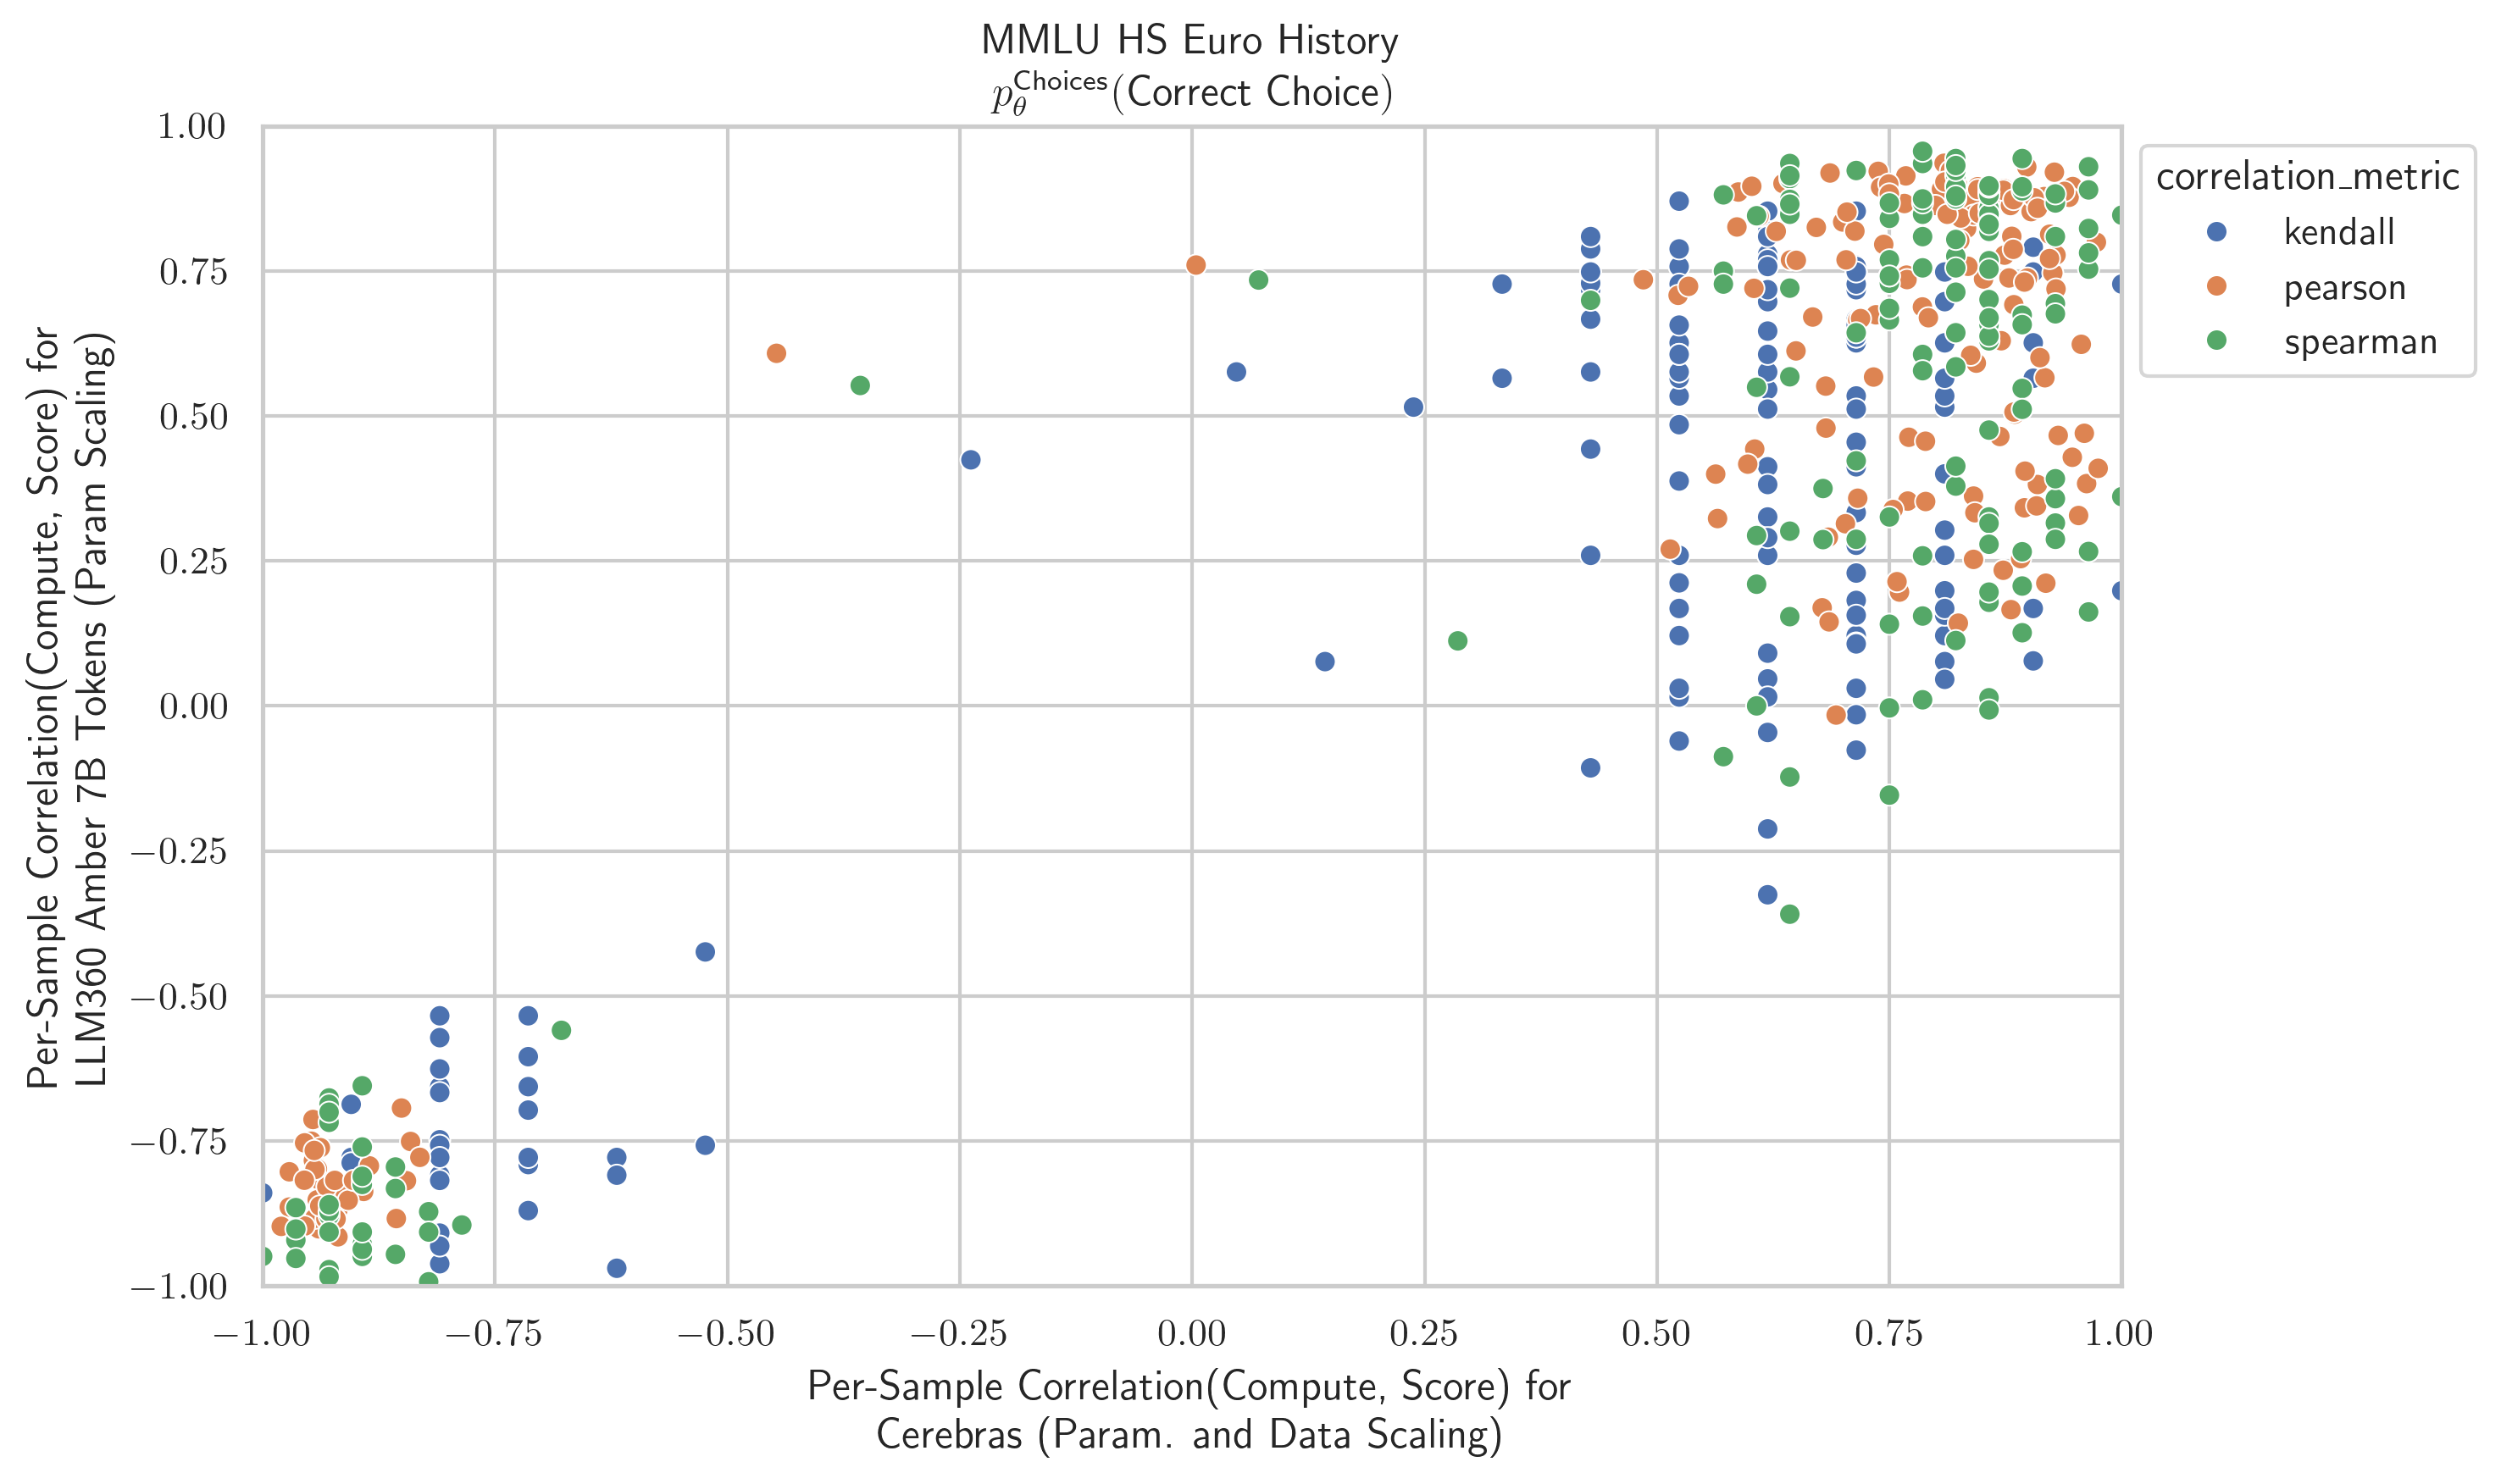 MMLU HS Euro History
p_θ^Choices(Correct Choice)
Per-Sample Correlation(Compute, Score) for
LLM360 Amber 7B Tokens (Param Scaling)
1.00
0.75
0.50
0.25
0.00
−0.25
−0.50
−0.75
−1.00
−1.00 −0.75 −0.50 −0.25 0.00 0.25 0.50 0.75 1.00
Per-Sample Correlation(Compute, Score) for
Cerebras (Param. and Data Scaling)
correlation_metric
kendall
pearson
spearman